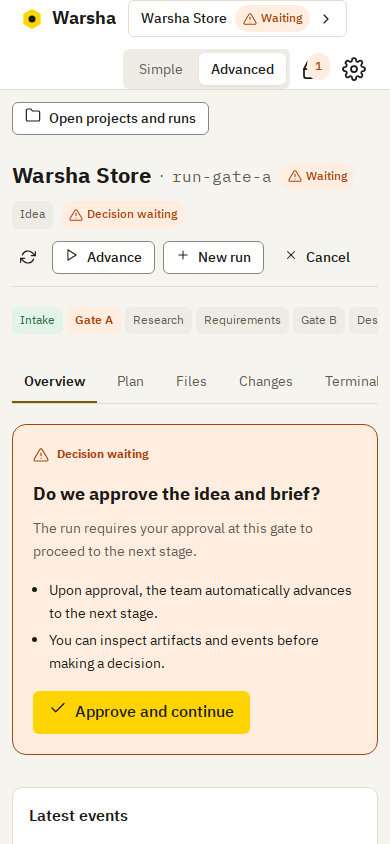 Warsha
Warsha Store Waiting
Simple Advanced 1
Open projects and runs
Warsha Store · run-gate-a Waiting
Idea Decision waiting
Advance New run Cancel
Intake Gate A Research Requirements Gate B Des
Overview Plan Files Changes Terminal
Decision waiting
Do we approve the idea and brief?
The run requires your approval at this gate to
proceed to the next stage.
• Upon approval, the team automatically advances
to the next stage.
• You can inspect artifacts and events before
making a decision.
Approve and continue
Latest events